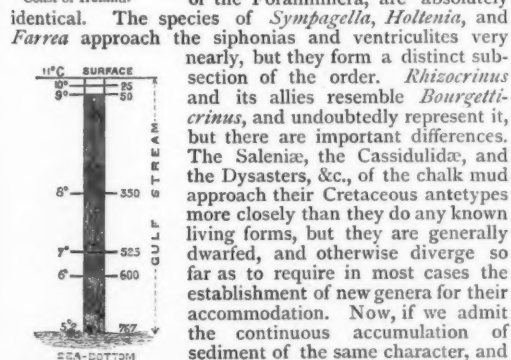 identical. The species of Sympagella, Holtenia, and
Farrea approach the siphonias and ventriculites very
nearly, but they form a distinct sub-
section of the order. Rhizocrinus
and its allies resemble Bourgetti-
crinus, and undoubtedly represent it,
but there are important differences.
The Saleniæ, the Cassidulidæ, and
the Dysasters, &c., of the chalk mud
approach their Cretaceous antetypes
more closely than they do any known
living forms, but they are generally
dwarfed, and otherwise diverge so
far as to require in most cases the
establishment of new genera for their
accommodation. Now, if we admit
the continuous accumulation of
sediment of the same character, and
11°C SURFACE
10° 25
9° 50
8° 350
7° 525
6° 600
5°2 767
GULF STREAM
SEA-BOTTOM